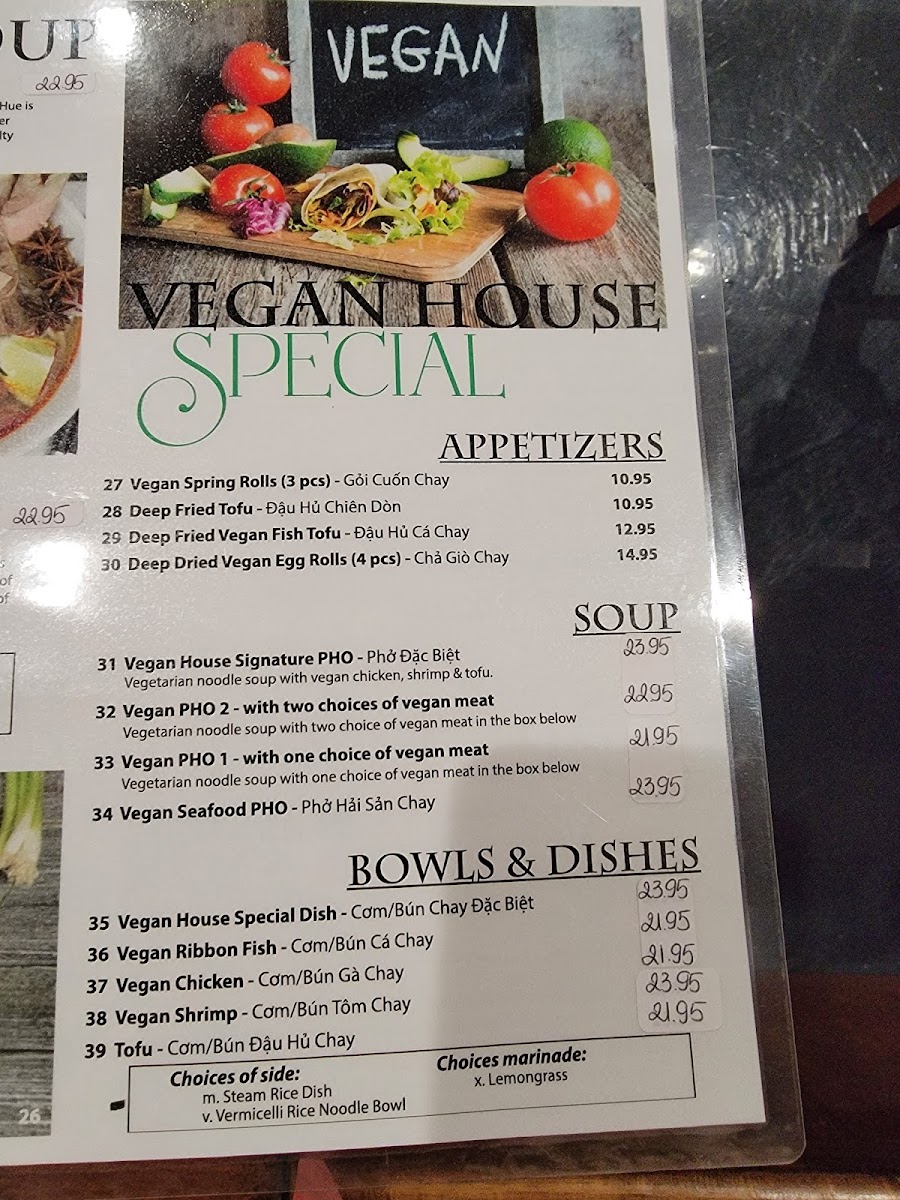 OUP
22.95
Hue is
er
lty
22.95
s
of
of
VEGAN
VEGAN HOUSE
SPECIAL
APPETIZERS
27 Vegan Spring Rolls (3 pcs) - Gỏi Cuốn Chay 10.95
28 Deep Fried Tofu - Đậu Hủ Chiên Dòn 10.95
29 Deep Fried Vegan Fish Tofu - Đậu Hủ Cá Chay 12.95
30 Deep Dried Vegan Egg Rolls (4 pcs) - Chả Giò Chay 14.95
SOUP
31 Vegan House Signature PHO - Phở Đặc Biệt 23.95
Vegetarian noodle soup with vegan chicken, shrimp & tofu.
32 Vegan PHO 2 - with two choices of vegan meat 22.95
Vegetarian noodle soup with two choice of vegan meat in the box below
33 Vegan PHO 1 - with one choice of vegan meat 21.95
Vegetarian noodle soup with one choice of vegan meat in the box below
34 Vegan Seafood PHO - Phở Hải Sản Chay 23.95
BOWLS & DISHES
35 Vegan House Special Dish - Cơm/Bún Chay Đặc Biệt 23.95
36 Vegan Ribbon Fish - Cơm/Bún Cá Chay 21.95
37 Vegan Chicken - Cơm/Bún Gà Chay 21.95
38 Vegan Shrimp - Cơm/Bún Tôm Chay 23.95
39 Tofu - Cơm/Bún Đậu Hủ Chay 21.95
Choices of side:
m. Steam Rice Dish
v. Vermicelli Rice Noodle Bowl
Choices marinade:
x. Lemongrass
26